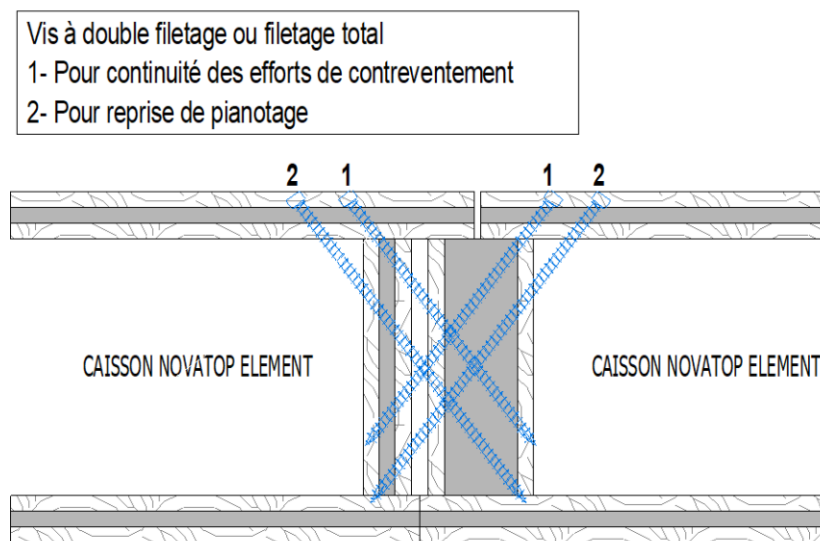 Vis à double filetage ou filetage total
1- Pour continuité des efforts de contreventement
2- Pour reprise de pianotage
2 1 1 2
CAISSON NOVATOP ELEMENT CAISSON NOVATOP ELEMENT